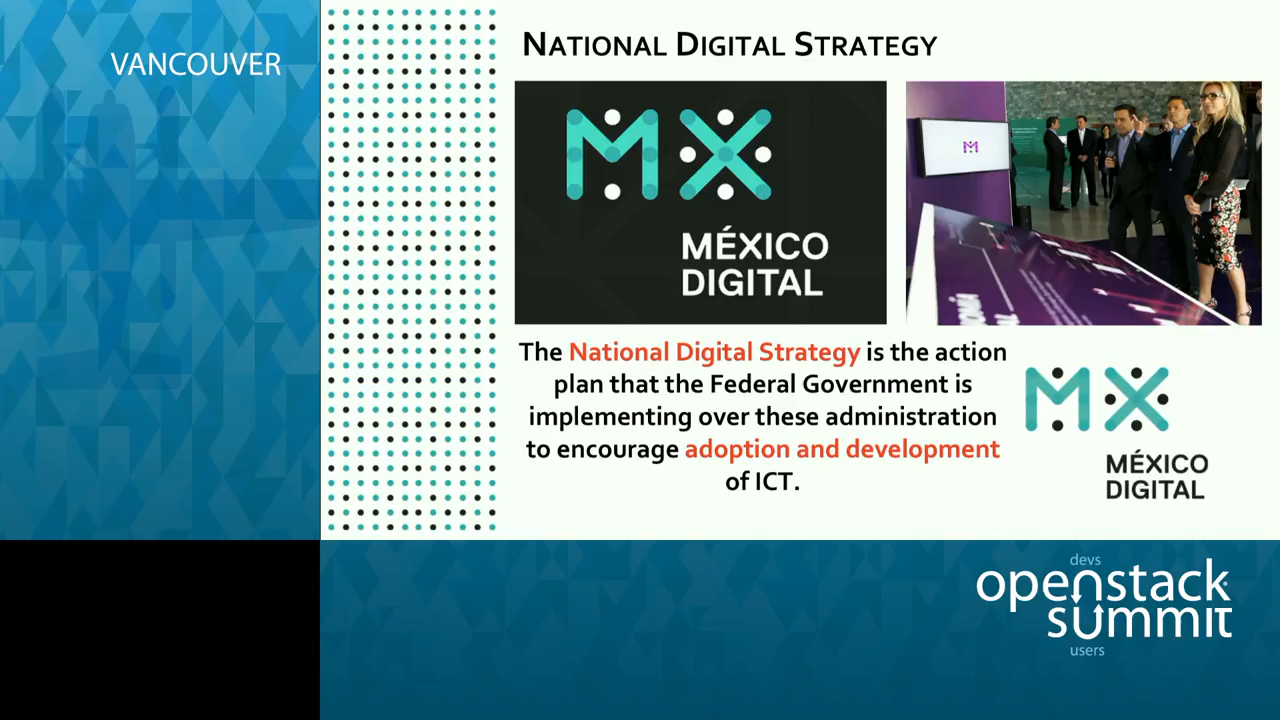 VANCOUVER
NATIONAL DIGITAL STRATEGY
MX
MÉXICO
DIGITAL
M
The National Digital Strategy is the action
plan that the Federal Government is
implementing over these administration
to encourage adoption and development
of ICT.
MX
MÉXICO
DIGITAL
devs
openstack
summit
users